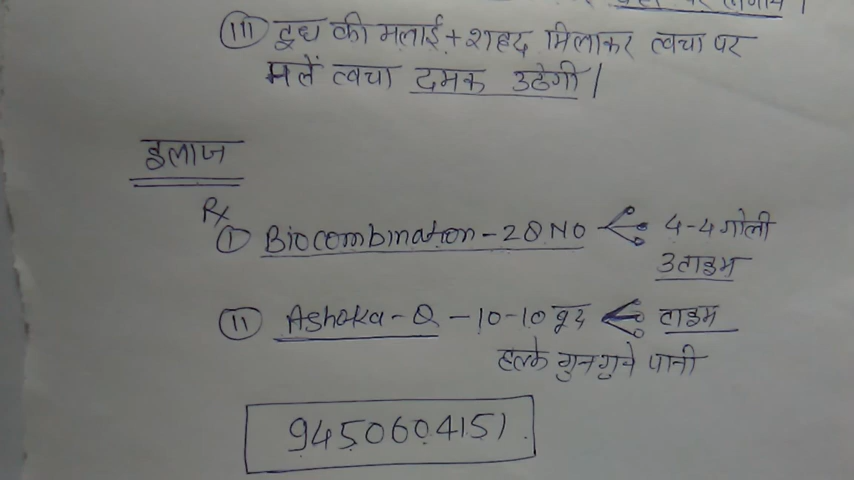 III दूध की मलाई + शहद मिलाकर त्वचा पर
मलें त्वचा दमक उठेगी।
इलाज
Rx
I Biocombination - 28 NO 4-4 गोली
3 टाइम
II Ashoka - Q - 10-10 बूंद टाइम
हल्के गुनगुने पानी
9450604151